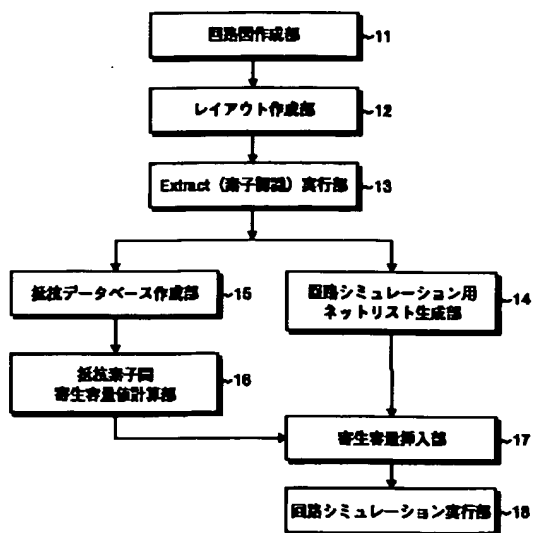 回路図作成部
11
レイアウト作成部
12
Extract（素子認識）実行部
13
抵抗データベース作成部
15
回路シミュレーション用
ネットリスト生成部
14
抵抗素子間
寄生容量値計算部
16
寄生容量挿入部
17
回路シミュレーション実行部
18